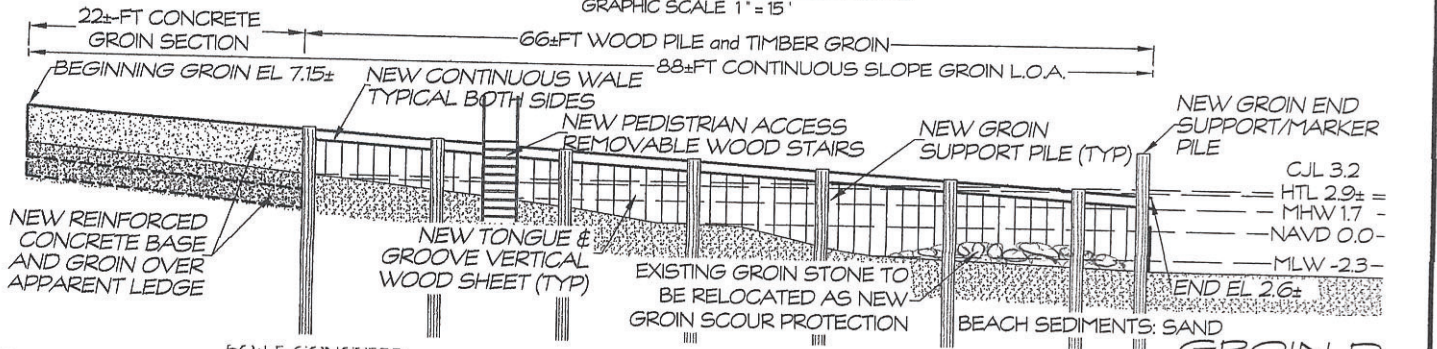 GRAPHIC SCALE 1" = 15'
22±-FT CONCRETE
GROIN SECTION
66±FT WOOD PILE and TIMBER GROIN
88±FT CONTINUOUS SLOPE GROIN L.O.A.
BEGINNING GROIN EL 7.15±
NEW CONTINUOUS WALE
TYPICAL BOTH SIDES
NEW PEDISTRIAN ACCESS
REMOVABLE WOOD STAIRS
NEW GROIN
SUPPORT PILE (TYP)
NEW GROIN END
SUPPORT/MARKER
PILE
CJL 3.2
HTL 2.9±
MHW 1.7
NAVD 0.0
MLW -2.3
END EL 2.6±
NEW REINFORCED
CONCRETE BASE
AND GROIN OVER
APPARENT LEDGE
NEW TONGUE &
GROOVE VERTICAL
WOOD SHEET (TYP)
EXISTING GROIN STONE TO
BE RELOCATED AS NEW
GROIN SCOUR PROTECTION
BEACH SEDIMENTS: SAND